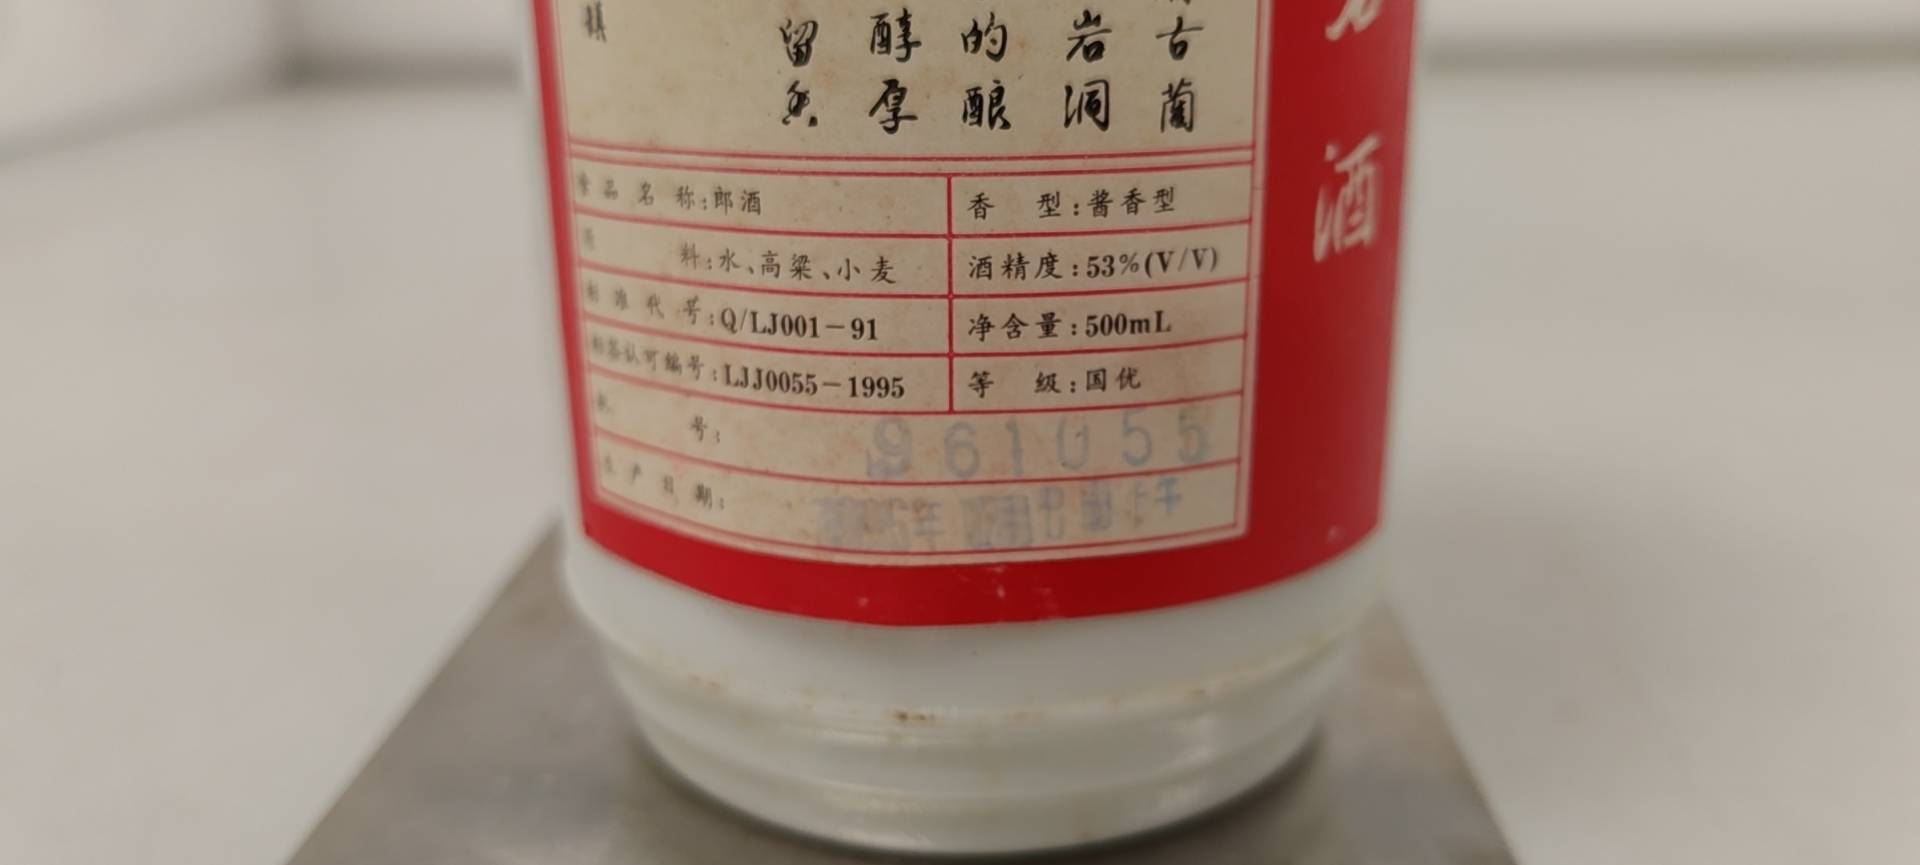 古蔺
岩洞
的酿
醇厚
留
镇
酒
食品名称:郎酒
香型:酱香型
料:水、高粱、小麦
酒精度:53%(V/V)
标准代号:Q/LJ001-91
净含量:500mL
标签认可编号:LJJ0055-1995
等级:国优
号:
961055
生产日期: